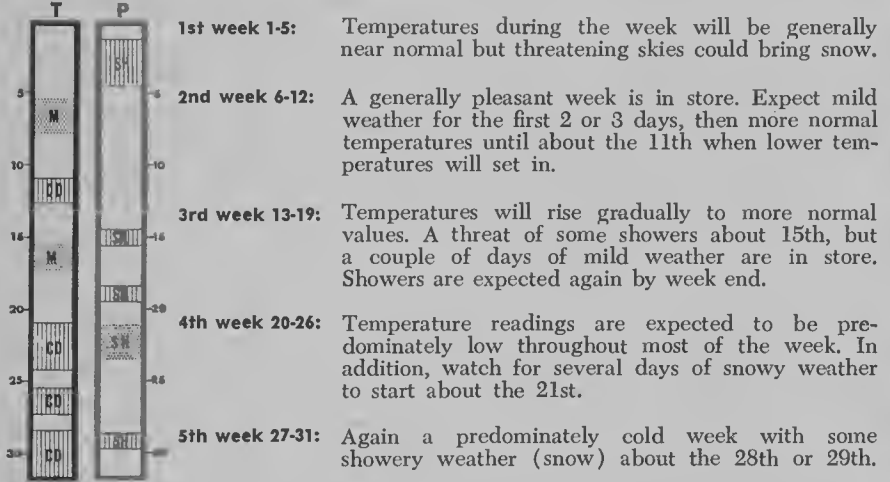 T P
1st week 1-5: Temperatures during the week will be generally
near normal but threatening skies could bring snow.
2nd week 6-12: A generally pleasant week is in store. Expect mild
weather for the first 2 or 3 days, then more normal
temperatures until about the 11th when lower tem-
peratures will set in.
3rd week 13-19: Temperatures will rise gradually to more normal
values. A threat of some showers about 15th, but
a couple of days of mild weather are in store.
Showers are expected again by week end.
4th week 20-26: Temperature readings are expected to be pre-
dominately low throughout most of the week. In
addition, watch for several days of snowy weather
to start about the 21st.
5th week 27-31: Again a predominately cold week with some
showery weather (snow) about the 28th or 29th.
5
M
10
CD
15
M
20
CD
25
CD
30
CD
SH
5
10
15
20
SN
25
30